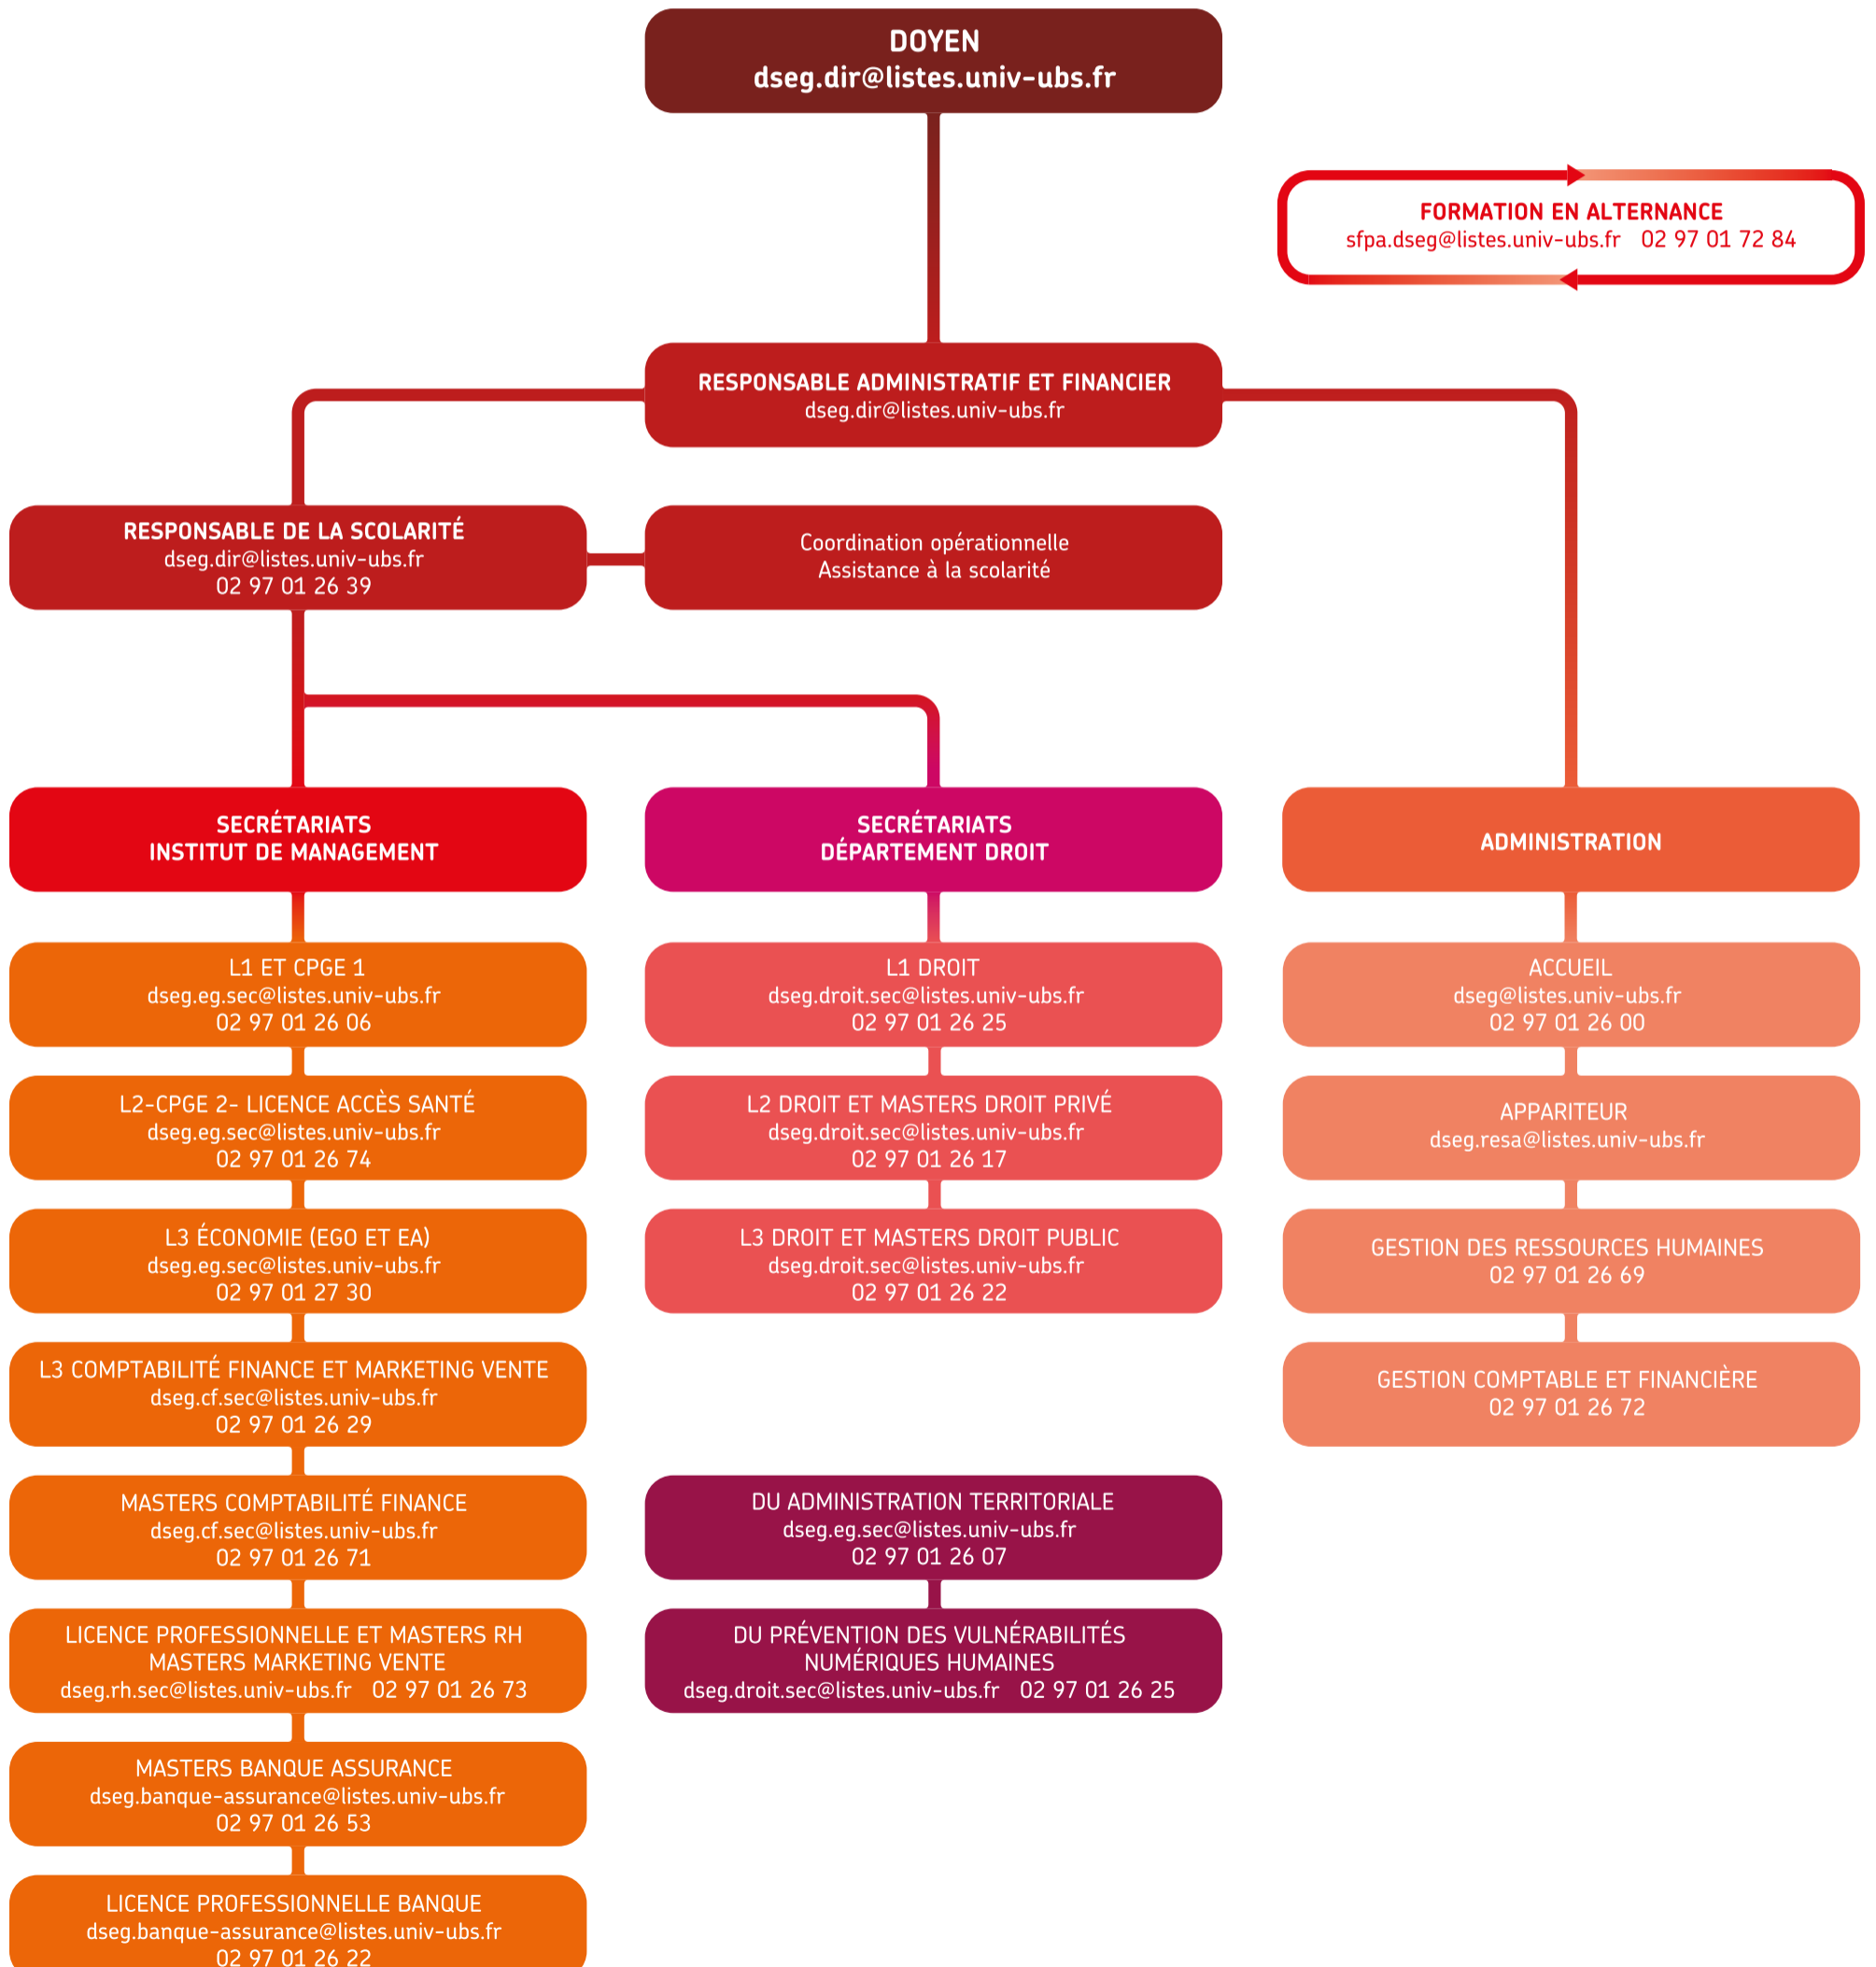 DOYEN
dseg.dir@listes.univ-ubs.fr
FORMATION EN ALTERNANCE
sfpa.dseg@listes.univ-ubs.fr 02 97 01 72 84
RESPONSABLE ADMINISTRATIF ET FINANCIER
dseg.dir@listes.univ-ubs.fr
RESPONSABLE DE LA SCOLARITÉ
dseg.dir@listes.univ-ubs.fr
02 97 01 26 39
Coordination opérationnelle
Assistance à la scolarité
SECRÉTARIATS
INSTITUT DE MANAGEMENT
L1 ET CPGE 1
dseg.eg.sec@listes.univ-ubs.fr
02 97 01 26 06
L2-CPGE 2- LICENCE ACCÈS SANTÉ
dseg.eg.sec@listes.univ-ubs.fr
02 97 01 26 74
L3 ÉCONOMIE (EGO ET EA)
dseg.eg.sec@listes.univ-ubs.fr
02 97 01 27 30
L3 COMPTABILITÉ FINANCE ET MARKETING VENTE
dseg.cf.sec@listes.univ-ubs.fr
02 97 01 26 29
MASTERS COMPTABILITÉ FINANCE
dseg.cf.sec@listes.univ-ubs.fr
02 97 01 26 71
LICENCE PROFESSIONNELLE ET MASTERS RH
MASTERS MARKETING VENTE
dseg.rh.sec@listes.univ-ubs.fr 02 97 01 26 73
MASTERS BANQUE ASSURANCE
dseg.banque-assurance@listes.univ-ubs.fr
02 97 01 26 53
LICENCE PROFESSIONNELLE BANQUE
dseg.banque-assurance@listes.univ-ubs.fr
02 97 01 26 22
SECRÉTARIATS
DÉPARTEMENT DROIT
L1 DROIT
dseg.droit.sec@listes.univ-ubs.fr
02 97 01 26 25
L2 DROIT ET MASTERS DROIT PRIVÉ
dseg.droit.sec@listes.univ-ubs.fr
02 97 01 26 17
L3 DROIT ET MASTERS DROIT PUBLIC
dseg.droit.sec@listes.univ-ubs.fr
02 97 01 26 22
DU ADMINISTRATION TERRITORIALE
dseg.eg.sec@listes.univ-ubs.fr
02 97 01 26 07
DU PRÉVENTION DES VULNÉRABILITÉS
NUMÉRIQUES HUMAINES
dseg.droit.sec@listes.univ-ubs.fr 02 97 01 26 25
ADMINISTRATION
ACCUEIL
dseg@listes.univ-ubs.fr
02 97 01 26 00
APPARITEUR
dseg.resa@listes.univ-ubs.fr
GESTION DES RESSOURCES HUMAINES
02 97 01 26 69
GESTION COMPTABLE ET FINANCIÈRE
02 97 01 26 72